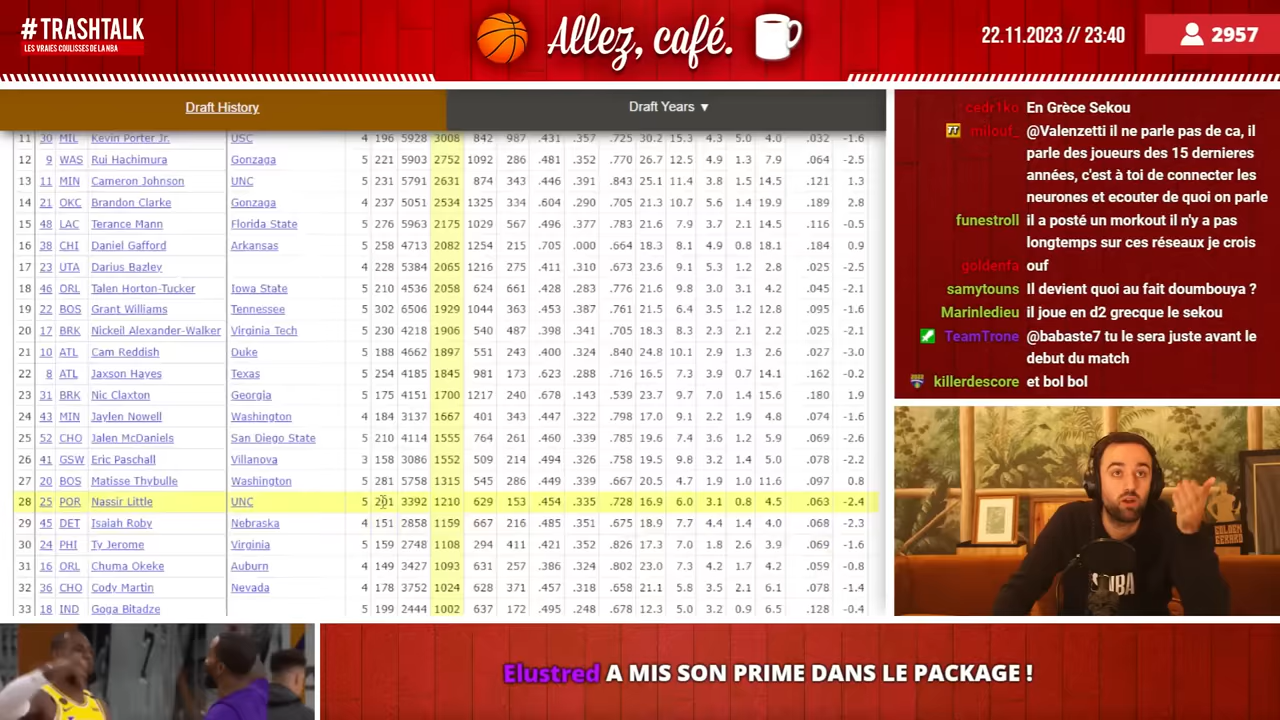 #TRASHTALK
LES VRAIES COULISSES DE LA NBA
Allez, café.
22.11.2023 // 23:40
2957
Draft History
Draft Years ▼
11 30 MIL Kevin Porter Jr. USC 4 196 5928 3008 842 987 .431 .357 .725 30.2 15.3 4.3 5.0 4.0 .032 -1.6
12 9 WAS Rui Hachimura Gonzaga 5 221 5903 2752 1092 286 .481 .352 .770 26.7 12.5 4.9 1.3 7.9 .064 -2.5
13 11 MIN Cameron Johnson UNC 5 231 5791 2631 874 343 .446 .391 .843 25.1 11.4 3.8 1.5 14.5 .121 1.3
14 21 OKC Brandon Clarke Gonzaga 4 237 5051 2534 1325 334 .604 .290 .705 21.3 10.7 5.6 1.4 19.9 .189 2.8
15 48 LAC Terance Mann Florida State 5 276 5963 2175 1029 567 .477 .383 .778 21.6 7.9 3.7 2.1 14.5 .116 -0.5
16 38 CHI Daniel Gafford Arkansas 5 258 4713 2082 1254 215 .705 .000 .664 18.3 8.1 4.9 0.8 18.1 .184 0.9
17 23 UTA Darius Bazley 4 228 5384 2065 1216 275 .411 .310 .673 23.6 9.1 5.3 1.2 2.8 .025 -2.5
18 46 ORL Talen Horton-Tucker Iowa State 5 210 4536 2058 624 661 .428 .283 .776 21.6 9.8 3.0 3.1 4.2 .045 -2.1
19 22 BOS Grant Williams Tennessee 5 302 6506 1929 1044 363 .453 .387 .761 21.5 6.4 3.5 1.2 12.8 .095 -1.6
20 17 BRK Nickeil Alexander-Walker Virginia Tech 5 230 4218 1906 540 487 .398 .341 .705 18.3 8.3 2.3 2.1 2.2 .025 -2.1
21 10 ATL Cam Reddish Duke 5 188 4662 1897 551 243 .400 .324 .840 24.8 10.1 2.9 1.3 2.6 .027 -3.0
22 8 ATL Jaxson Hayes Texas 5 254 4185 1845 981 173 .623 .288 .716 16.5 7.3 3.9 0.7 14.1 .162 -0.2
23 31 BRK Nic Claxton Georgia 5 175 4151 1700 1217 240 .678 .143 .539 23.7 9.7 7.0 1.4 15.6 .180 1.9
24 43 MIN Jaylen Nowell Washington 4 184 3137 1667 401 343 .447 .322 .798 17.0 9.1 2.2 1.9 4.8 .074 -1.6
25 52 CHO Jalen McDaniels San Diego State 5 210 4114 1555 764 261 .460 .339 .785 19.6 7.4 3.6 1.2 5.9 .069 -2.6
26 41 GSW Eric Paschall Villanova 3 158 3086 1552 509 214 .494 .326 .758 19.5 9.8 3.2 1.4 5.0 .078 -2.2
27 20 BOS Matisse Thybulle Washington 5 281 5758 1315 545 281 .432 .339 .742 20.5 4.7 1.9 1.0 11.6 .097 0.8
28 25 POR Nassir Little UNC 5 201 3392 1210 629 153 .454 .335 .728 16.9 6.0 3.1 0.8 4.5 .063 -2.4
29 45 DET Isaiah Roby Nebraska 4 151 2858 1159 667 216 .485 .351 .675 18.9 7.7 4.4 1.4 4.0 .068 -2.3
30 24 PHI Ty Jerome Virginia 5 159 2748 1108 294 411 .421 .352 .826 17.3 7.0 1.8 2.6 3.9 .069 -1.6
31 16 ORL Chuma Okeke Auburn 4 149 3427 1093 631 257 .386 .324 .802 23.0 7.3 4.2 1.7 4.2 .059 -0.8
32 36 CHO Cody Martin Nevada 4 178 3752 1024 628 371 .458 .318 .658 21.1 5.8 3.5 2.1 6.1 .078 -1.4
33 18 IND Goga Bitadze 5 199 2444 1002 637 172 .495 .248 .678 12.3 5.0 3.2 0.9 6.5 .128 -0.4
cedr1ko En Grèce Sekou
milouf_ @Valenzetti il ne parle pas de ca, il
parle des joueurs des 15 dernieres
années, c'est à toi de connecter les
neurones et ecouter de quoi on parle
funestroll il a posté un morkout il n'y a pas
longtemps sur ces réseaux je crois
goldenfa ouf
samytouns Il devient quoi au fait doumbouya ?
Marinledieu il joue en d2 grecque le sekou
TeamTrone @babaste7 tu le sera juste avant le
debut du match
killerdescore et bol bol
GOLDEN
Elustred A MIS SON PRIME DANS LE PACKAGE !